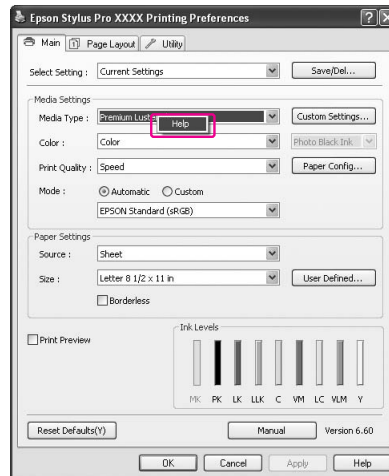 Epson Stylus Pro XXXX Printing Preferences
Main Page Layout Utility
Select Setting : Current Settings Save/Del...
Media Settings
Media Type : Premium Lust Help Custom Settings...
Color : Color Photo Black Ink
Print Quality : Speed Paper Config...
Mode : Automatic Custom
EPSON Standard (sRGB)
Paper Settings
Source : Sheet
Size : Letter 8 1/2 x 11 in User Defined...
Borderless
Print Preview
Ink Levels
MK PK LK LLK C VM LC VLM Y
Reset Defaults(Y) Manual Version 6.60
OK Cancel Apply Help